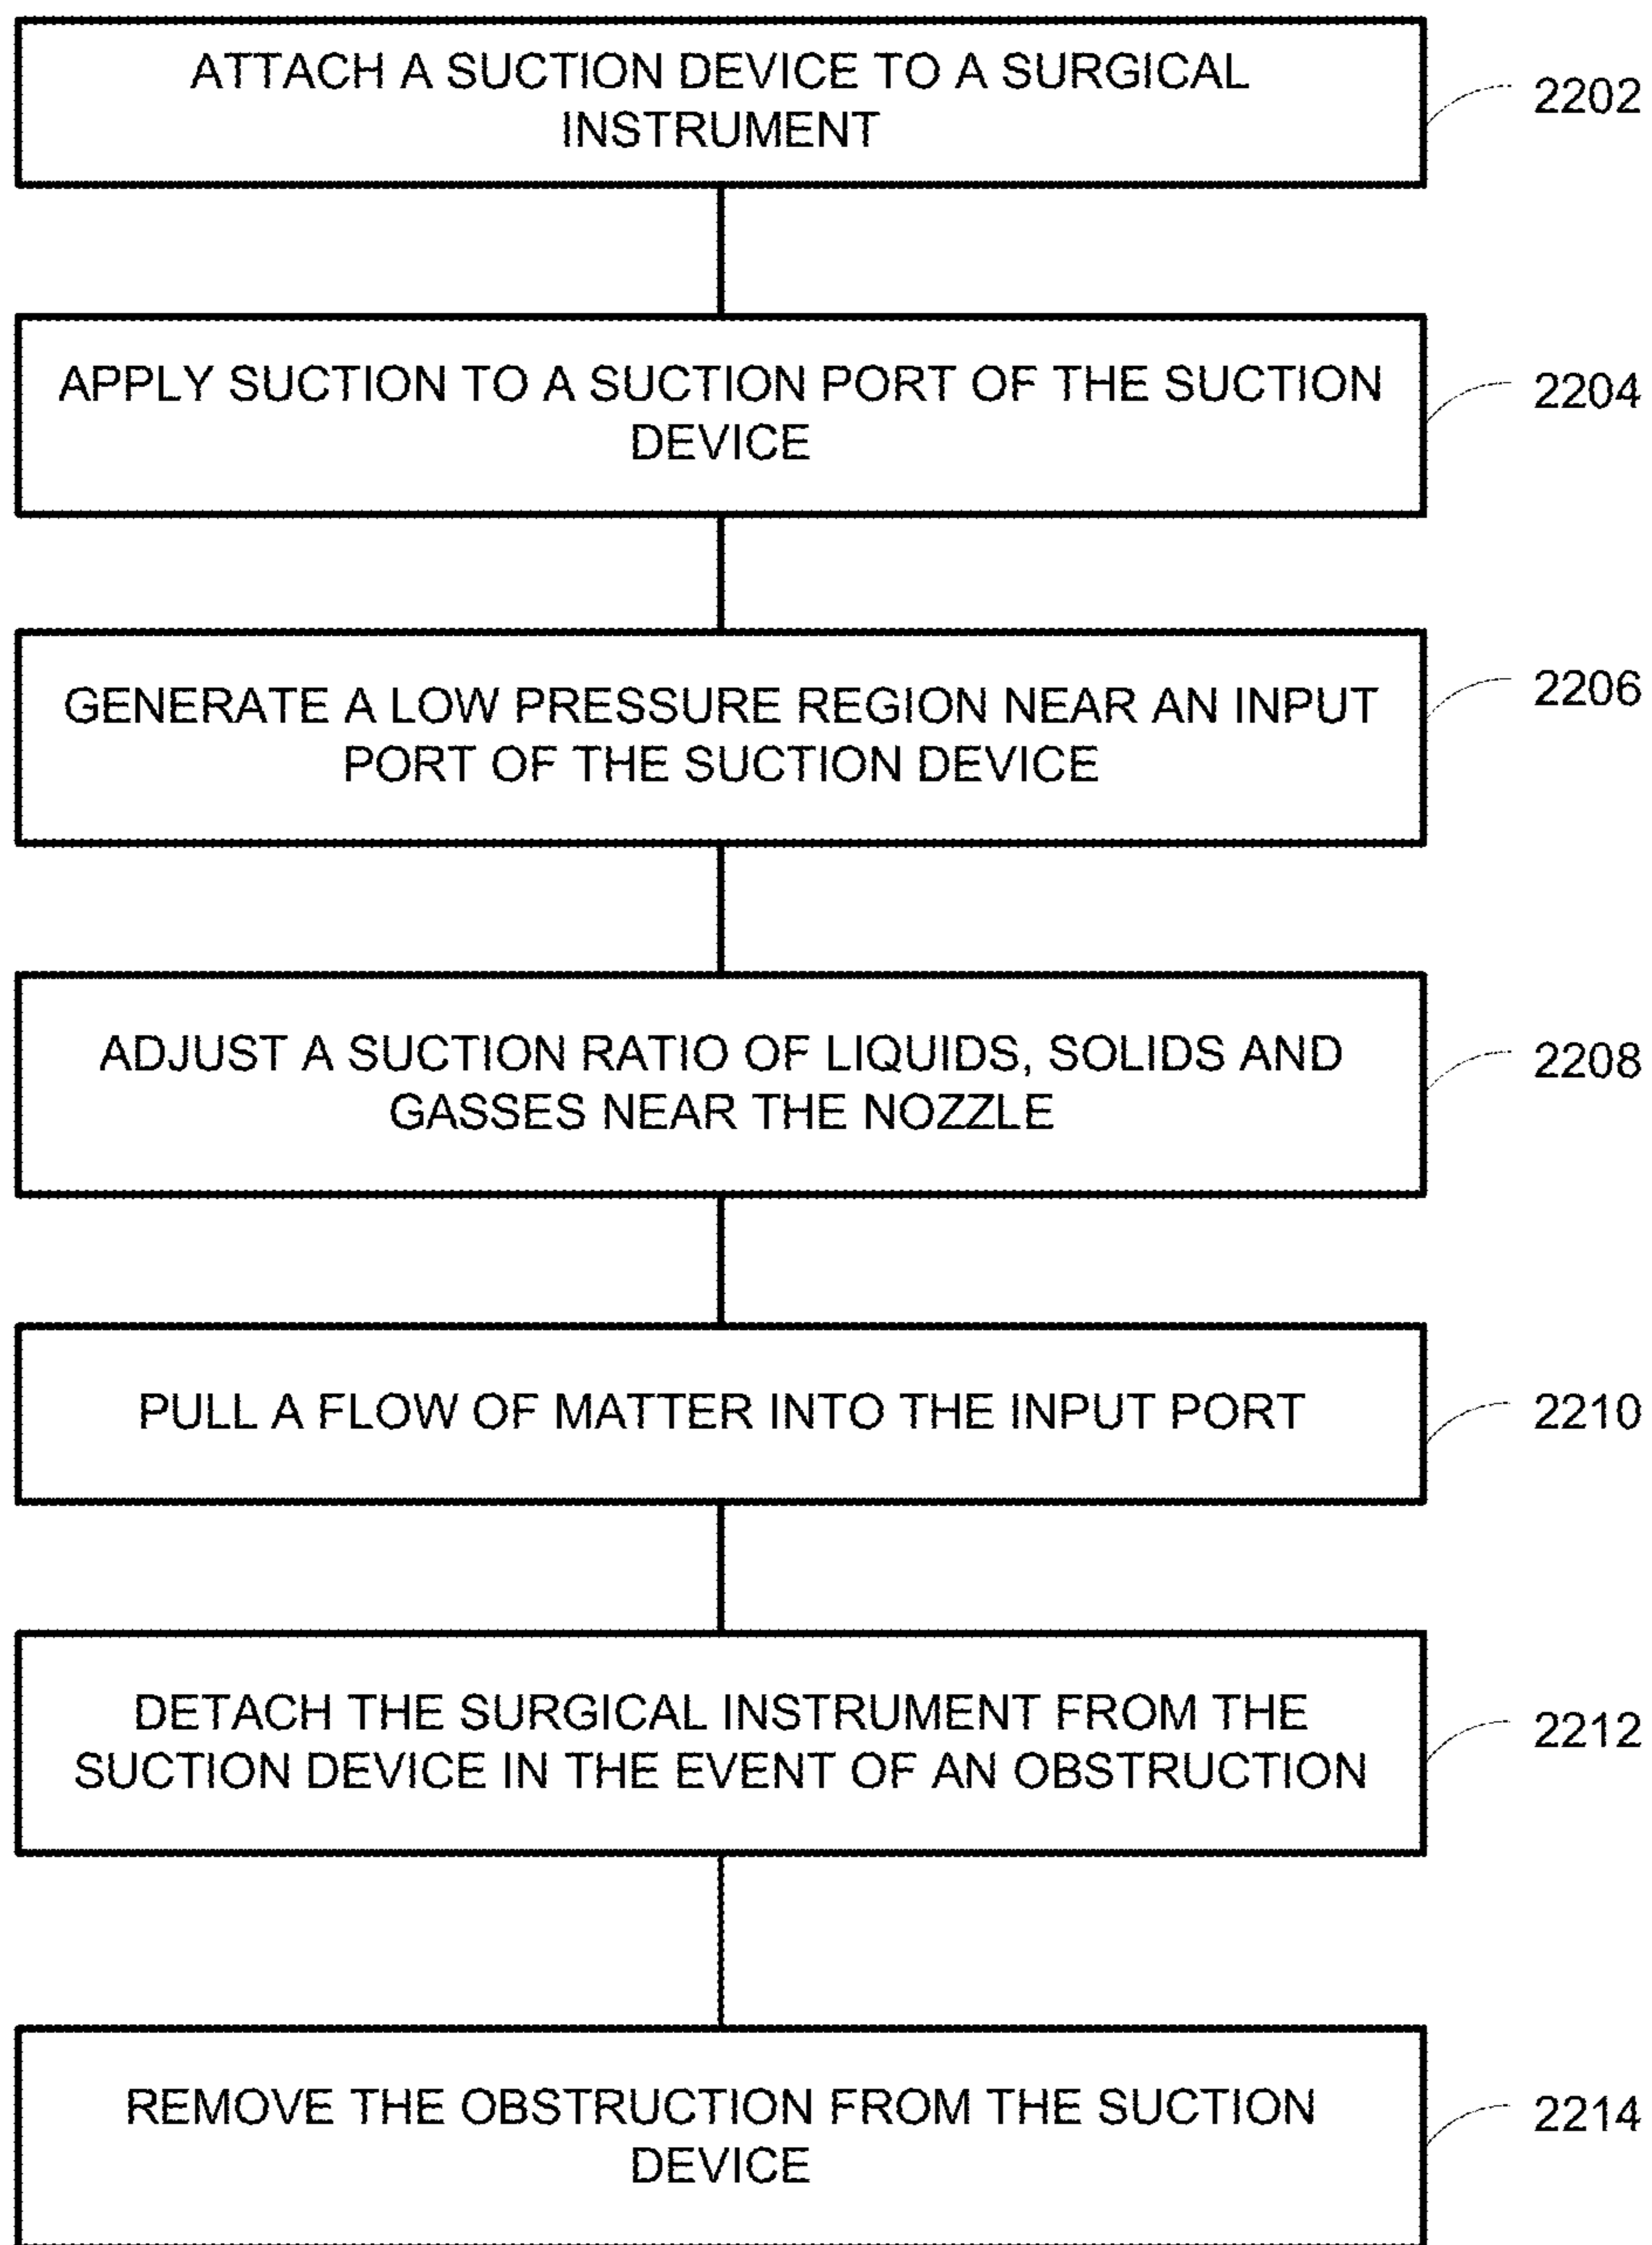 ATTACH A SUCTION DEVICE TO A SURGICAL
INSTRUMENT
2202
APPLY SUCTION TO A SUCTION PORT OF THE SUCTION
DEVICE
2204
GENERATE A LOW PRESSURE REGION NEAR AN INPUT
PORT OF THE SUCTION DEVICE
2206
ADJUST A SUCTION RATIO OF LIQUIDS, SOLIDS AND
GASSES NEAR THE NOZZLE
2208
PULL A FLOW OF MATTER INTO THE INPUT PORT
2210
DETACH THE SURGICAL INSTRUMENT FROM THE
SUCTION DEVICE IN THE EVENT OF AN OBSTRUCTION
2212
REMOVE THE OBSTRUCTION FROM THE SUCTION
DEVICE
2214